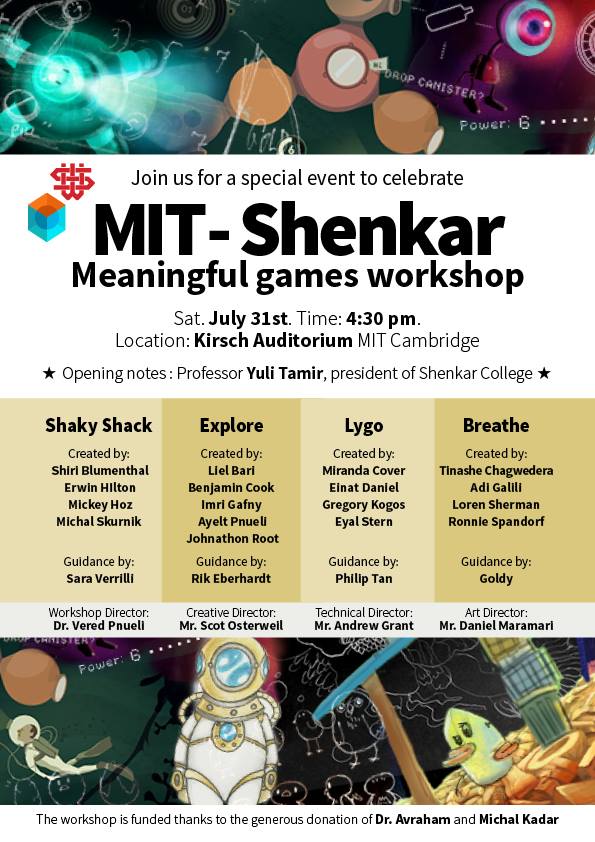 DROP CANISTER?
Power: 6
Join us for a special event to celebrate
MIT- Shenkar
Meaningful games workshop
Sat. July 31st. Time: 4:30 pm.
Location: Kirsch Auditorium MIT Cambridge
★ Opening notes : Professor Yuli Tamir, president of Shenkar College ★
Shaky Shack
Created by:
Shiri Blumenthal
Erwin Hilton
Mickey Hoz
Michal Skurnik
Guidance by:
Sara Verrilli
Explore
Created by:
Liel Bari
Benjamin Cook
Imri Gafny
Ayelt Pnueli
Johnathon Root
Guidance by:
Rik Eberhardt
Lygo
Created by:
Miranda Cover
Einat Daniel
Gregory Kogos
Eyal Stern
Guidance by:
Philip Tan
Breathe
Created by:
Tinashe Chagwedera
Adi Galili
Loren Sherman
Ronnie Spandorf
Guidance by:
Goldy
Workshop Director:
Dr. Vered Pnueli
Creative Director:
Mr. Scot Osterweil
Technical Director:
Mr. Andrew Grant
Art Director:
Mr. Daniel Maramari
DROP CANISTER?
Power: 6
The workshop is funded thanks to the generous donation of Dr. Avraham and Michal Kadar